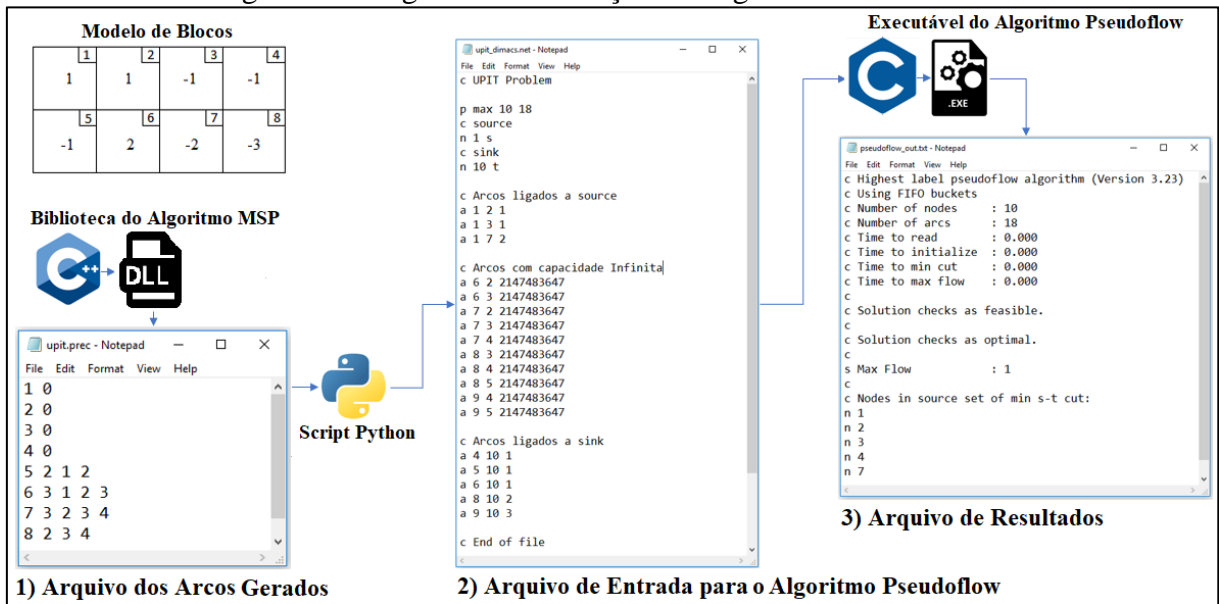 Modelo de Blocos
1 2 3 4
1 1 -1 -1
5 6 7 8
-1 2 -2 -3
Biblioteca do Algoritmo MSP
C++ DLL
upit.prec - Notepad
File Edit Format View Help
1 0
2 0
3 0
4 0
5 2 1 2
6 3 1 2 3
7 3 2 3 4
8 2 3 4
1) Arquivo dos Arcos Gerados
Script Python
upit_dimacs.net - Notepad
File Edit Format View Help
c UPIT Problem
p max 10 18
c source
n 1 s
c sink
n 10 t
c Arcos ligados a source
a 1 2 1
a 1 3 1
a 1 7 2
c Arcos com capacidade Infinita
a 6 2 2147483647
a 6 3 2147483647
a 7 2 2147483647
a 7 3 2147483647
a 7 4 2147483647
a 8 3 2147483647
a 8 4 2147483647
a 8 5 2147483647
a 9 4 2147483647
a 9 5 2147483647
c Arcos ligados a sink
a 4 10 1
a 5 10 1
a 6 10 1
a 8 10 2
a 9 10 3
c End of file
2) Arquivo de Entrada para o Algoritmo Pseudoflow
Executável do Algoritmo Pseudoflow
C .EXE
pseudoflow_out.txt - Notepad
File Edit Format View Help
c Highest label pseudoflow algorithm (Version 3.23)
c Using FIFO buckets
c Number of nodes : 10
c Number of arcs : 18
c Time to read : 0.000
c Time to initialize : 0.000
c Time to min cut : 0.000
c Time to max flow : 0.000
c
c Solution checks as feasible.
c
c Solution checks as optimal.
c
s Max Flow : 1
c
c Nodes in source set of min s-t cut:
n 1
n 2
n 3
n 4
n 7
3) Arquivo de Resultados